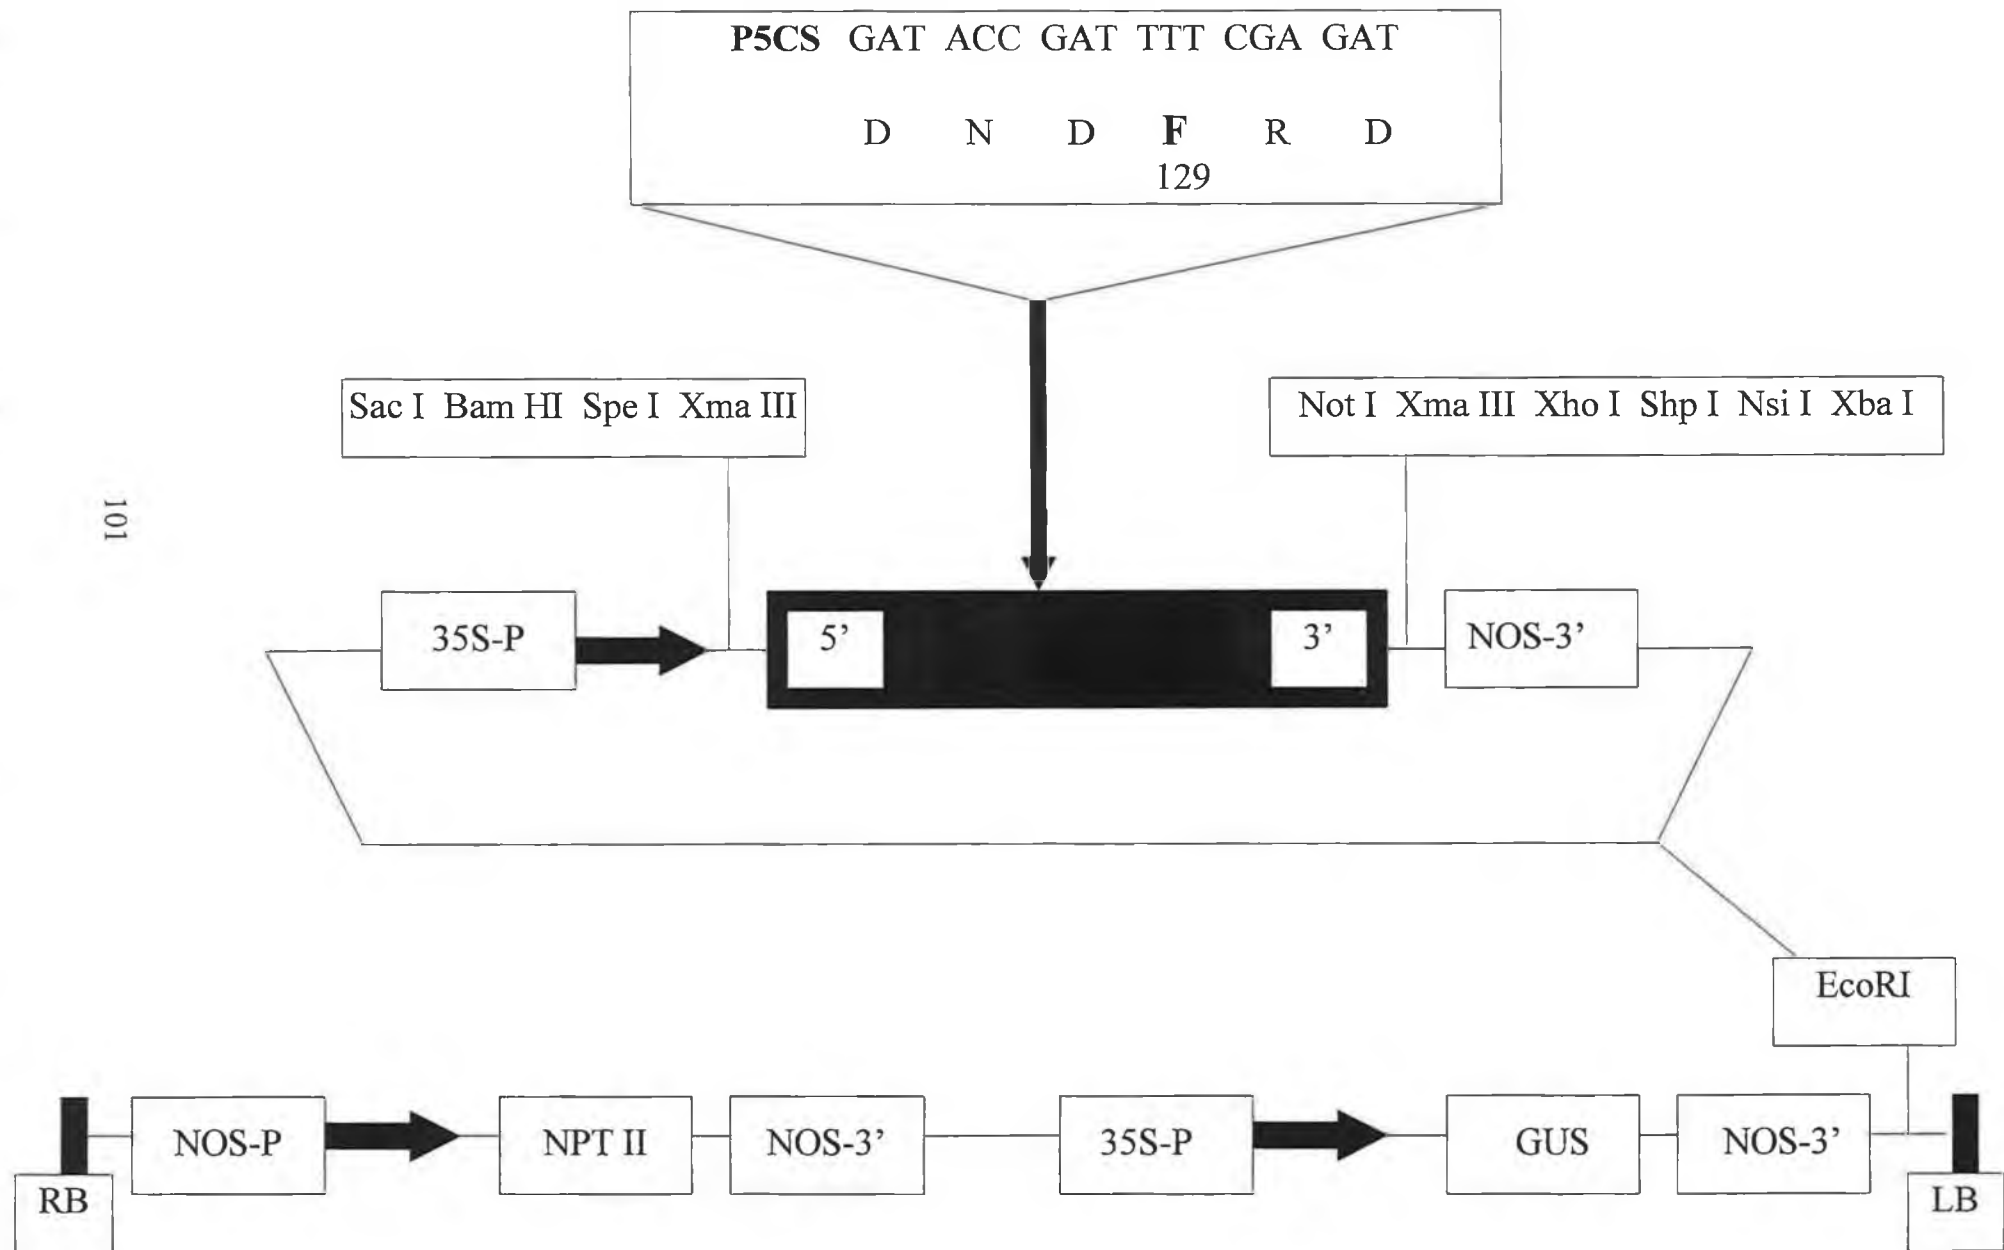 P5CS GAT ACC GAT TTT CGA GAT
D N D F R D
129
Sac I Bam HI Spe I Xma III
Not I Xma III Xho I Shp I Nsi I Xba I
101
35S-P
5’
3’
NOS-3’
EcoRI
NOS-P
NPT II
NOS-3’
35S-P
GUS
NOS-3’
RB
LB